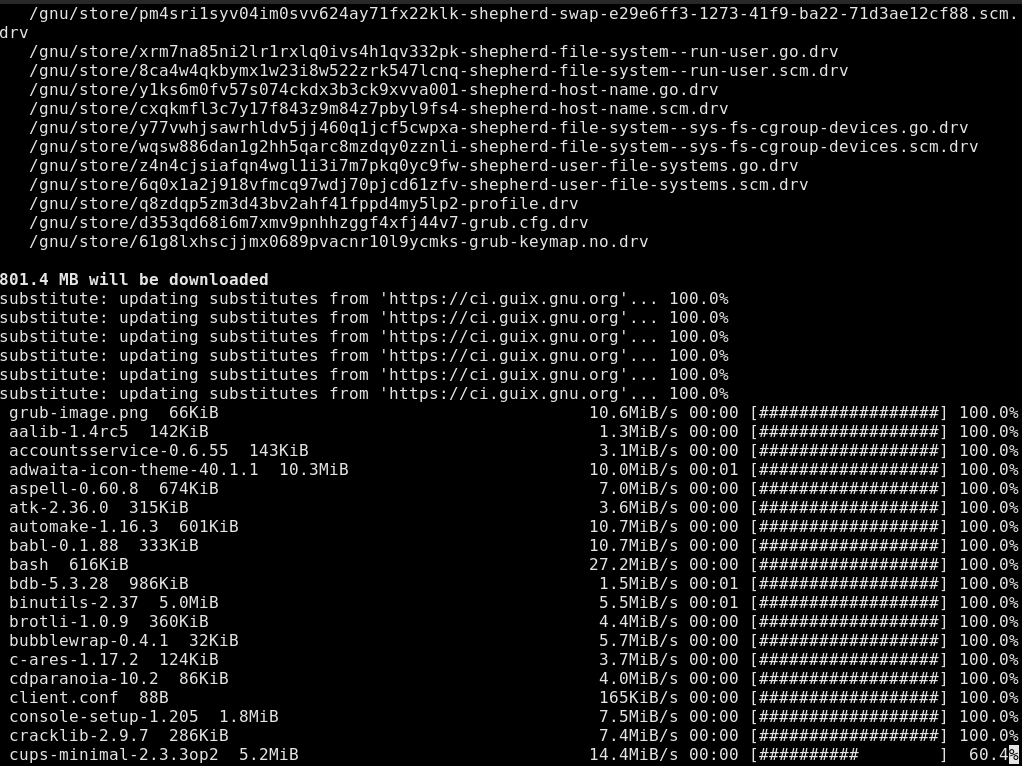 /gnu/store/pm4sri1syv04im0svv624ay71fx22klk-shepherd-swap-e29e6ff3-1273-41f9-ba22-71d3ae12cf88.scm.
drv
/gnu/store/xrm7na85ni2lr1rxlq0ivs4h1qv332pk-shepherd-file-system--run-user.go.drv
/gnu/store/8ca4w4qkbymx1w23i8w522zrk547lcnq-shepherd-file-system--run-user.scm.drv
/gnu/store/y1ks6m0fv57s074ckdx3b3ck9xvva001-shepherd-host-name.go.drv
/gnu/store/cxqkmfl3c7y17f843z9m84z7pbyl9fs4-shepherd-host-name.scm.drv
/gnu/store/y77vwhjsawrhldv5jj460q1jcf5cwpxa-shepherd-file-system--sys-fs-cgroup-devices.go.drv
/gnu/store/wqsw886dan1g2hh5qarc8mzdqy0zznli-shepherd-file-system--sys-fs-cgroup-devices.scm.drv
/gnu/store/z4n4cjsiafqn4wgl1i3i7m7pkq0yc9fw-shepherd-user-file-systems.go.drv
/gnu/store/6q0x1a2j918vfmcq97wdj70pjcd61zfv-shepherd-user-file-systems.scm.drv
/gnu/store/q8zdqp5zm3d43bv2ahf41fppd4my5lp2-profile.drv
/gnu/store/d353qd68i6m7xmv9pnhhzggf4xfj44v7-grub.cfg.drv
/gnu/store/61g8lxhscjjmx0689pvacnr10l9ycmks-grub-keymap.no.drv
801.4 MB will be downloaded
substitute: updating substitutes from 'https://ci.guix.gnu.org'... 100.0%
substitute: updating substitutes from 'https://ci.guix.gnu.org'... 100.0%
substitute: updating substitutes from 'https://ci.guix.gnu.org'... 100.0%
substitute: updating substitutes from 'https://ci.guix.gnu.org'... 100.0%
substitute: updating substitutes from 'https://ci.guix.gnu.org'... 100.0%
substitute: updating substitutes from 'https://ci.guix.gnu.org'... 100.0%
grub-image.png  66KiB 10.6MiB/s 00:00 [##################] 100.0%
aalib-1.4rc5  142KiB 1.3MiB/s 00:00 [##################] 100.0%
accountsservice-0.6.55  143KiB 3.1MiB/s 00:00 [##################] 100.0%
adwaita-icon-theme-40.1.1  10.3MiB 10.0MiB/s 00:01 [##################] 100.0%
aspell-0.60.8  674KiB 7.0MiB/s 00:00 [##################] 100.0%
atk-2.36.0  315KiB 3.6MiB/s 00:00 [##################] 100.0%
automake-1.16.3  601KiB 10.7MiB/s 00:00 [##################] 100.0%
babl-0.1.88  333KiB 10.7MiB/s 00:00 [##################] 100.0%
bash  616KiB 27.2MiB/s 00:00 [##################] 100.0%
bdb-5.3.28  986KiB 1.5MiB/s 00:01 [##################] 100.0%
binutils-2.37  5.0MiB 5.5MiB/s 00:01 [##################] 100.0%
brotli-1.0.9  360KiB 4.4MiB/s 00:00 [##################] 100.0%
bubblewrap-0.4.1  32KiB 5.7MiB/s 00:00 [##################] 100.0%
c-ares-1.17.2  124KiB 3.7MiB/s 00:00 [##################] 100.0%
cdparanoia-10.2  86KiB 4.0MiB/s 00:00 [##################] 100.0%
client.conf  88B 165KiB/s 00:00 [##################] 100.0%
console-setup-1.205  1.8MiB 7.5MiB/s 00:00 [##################] 100.0%
cracklib-2.9.7  286KiB 7.4MiB/s 00:00 [##################] 100.0%
cups-minimal-2.3.3op2  5.2MiB 14.4MiB/s 00:00 [##########        ]  60.4%